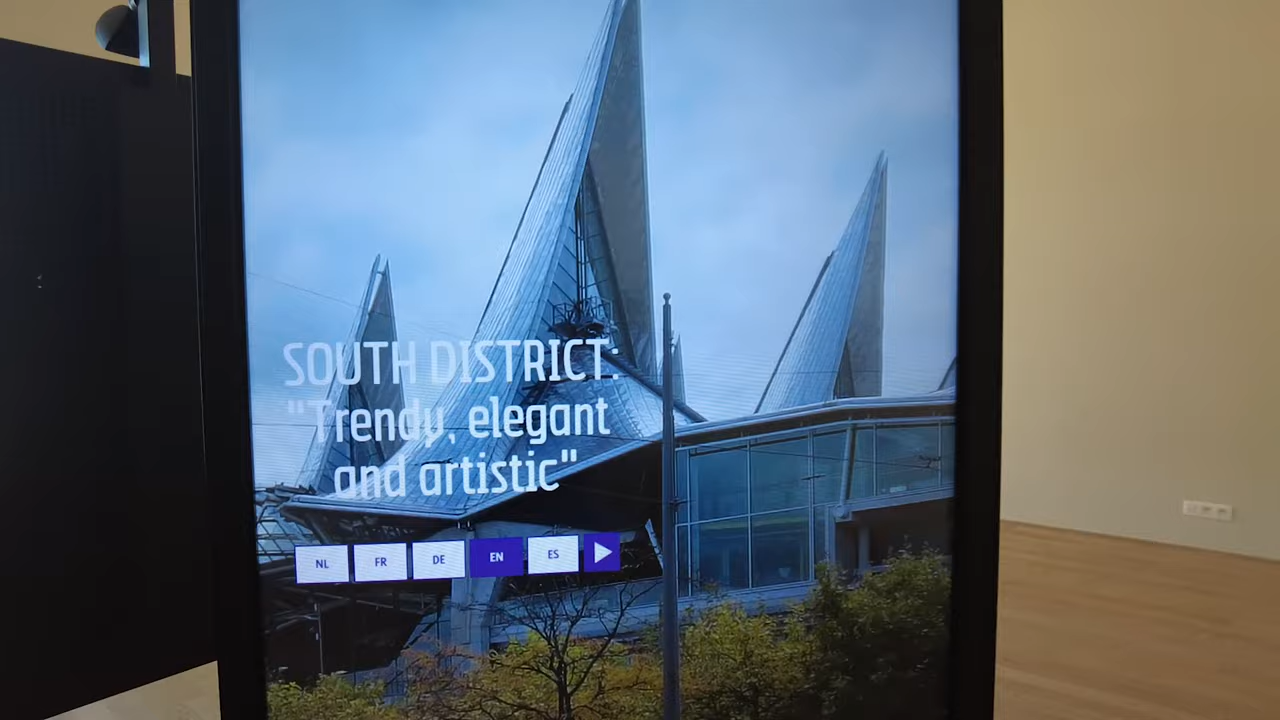 SOUTH DISTRICT:
"Trendy, elegant
and artistic"
NL FR DE EN ES